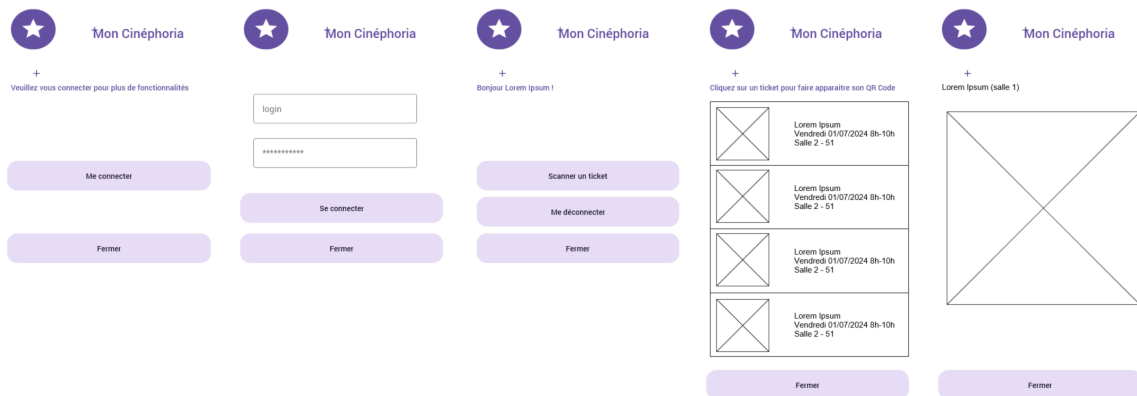 Mon Cinéphoria
Veuillez vous connecter pour plus de fonctionnalités
Me connecter
Fermer
Mon Cinéphoria
login
***********
Se connecter
Fermer
Mon Cinéphoria
Bonjour Lorem Ipsum !
Scanner un ticket
Me déconnecter
Fermer
Mon Cinéphoria
Cliquez sur un ticket pour faire apparaitre son QR Code
Lorem Ipsum
Vendredi 01/07/2024 8h-10h
Salle 2 - 51
Lorem Ipsum
Vendredi 01/07/2024 8h-10h
Salle 2 - 51
Lorem Ipsum
Vendredi 01/07/2024 8h-10h
Salle 2 - 51
Lorem Ipsum
Vendredi 01/07/2024 8h-10h
Salle 2 - 51
Fermer
Mon Cinéphoria
Lorem Ipsum (salle 1)
Fermer